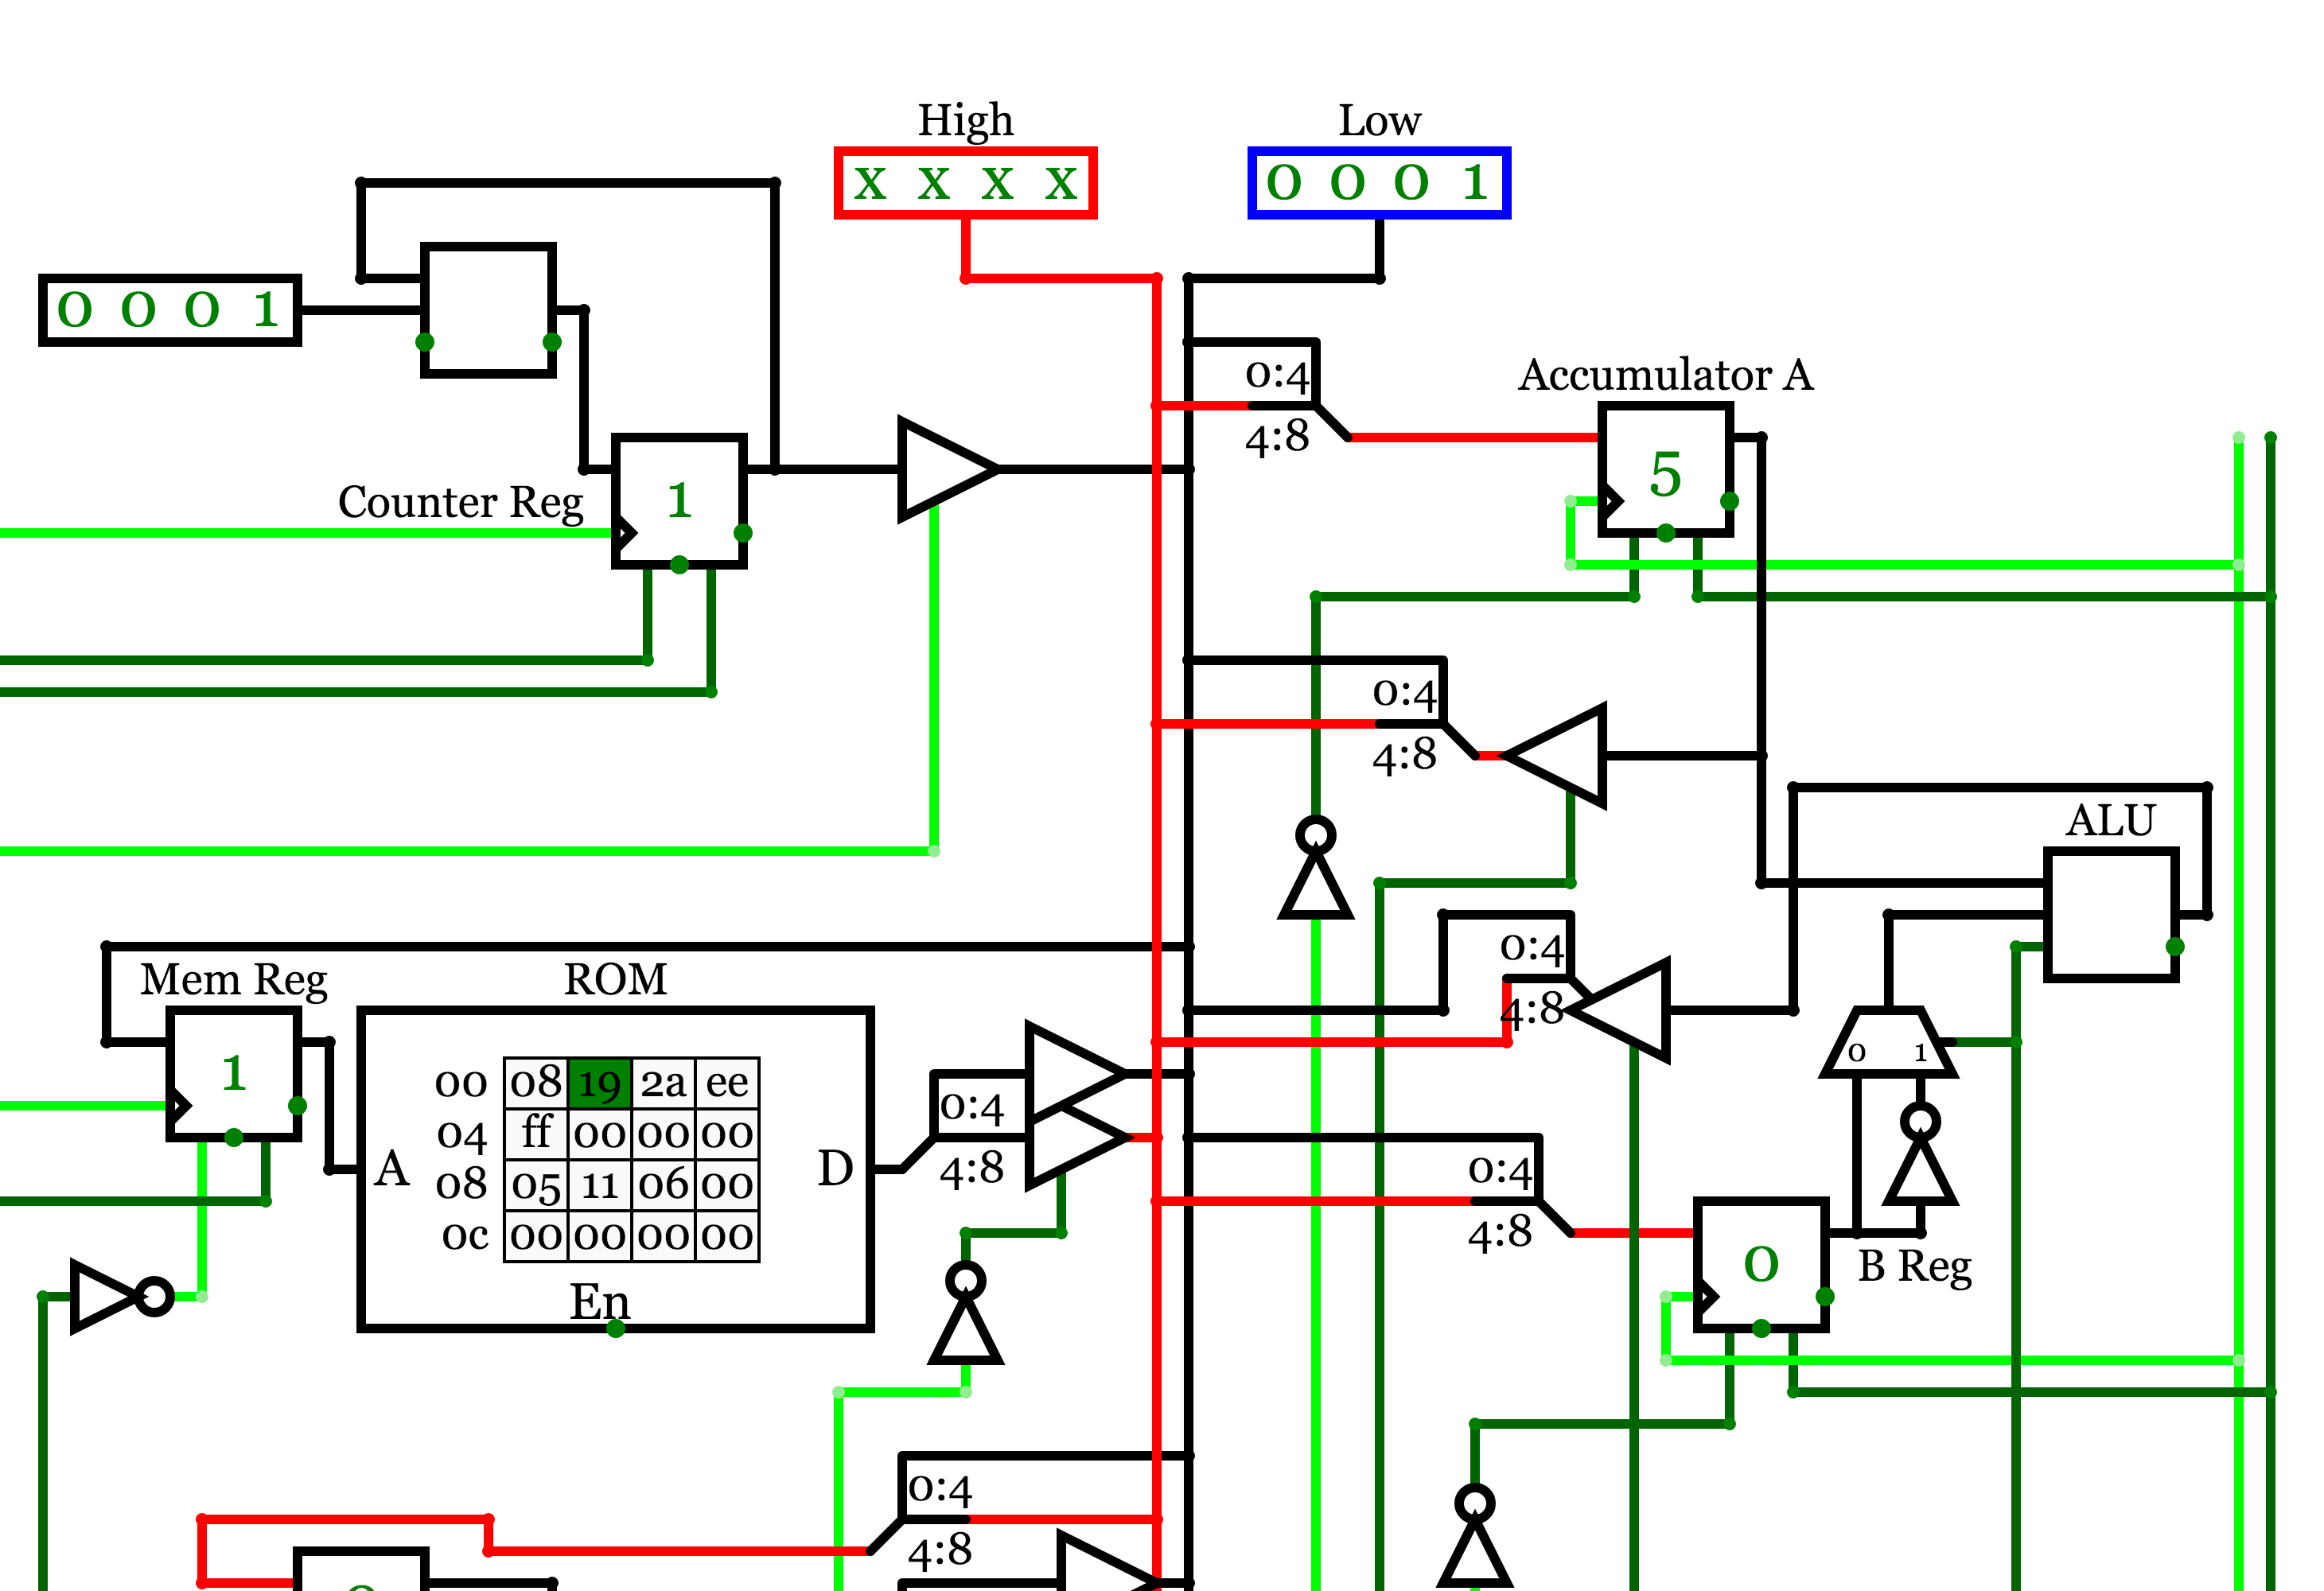 High
Low
x x x x
0 0 0 1
0 0 0 1
0:4
4:8
Accumulator A
5
Counter Reg
1
0:4
4:8
ALU
0:4
4:8
Mem Reg
1
ROM
A
00 08 19 2a ee
04 ff 00 00 00
08 05 11 06 00
0c 00 00 00 00
D
En
0:4
4:8
0 1
0:4
4:8
0
B Reg
0:4
4:8